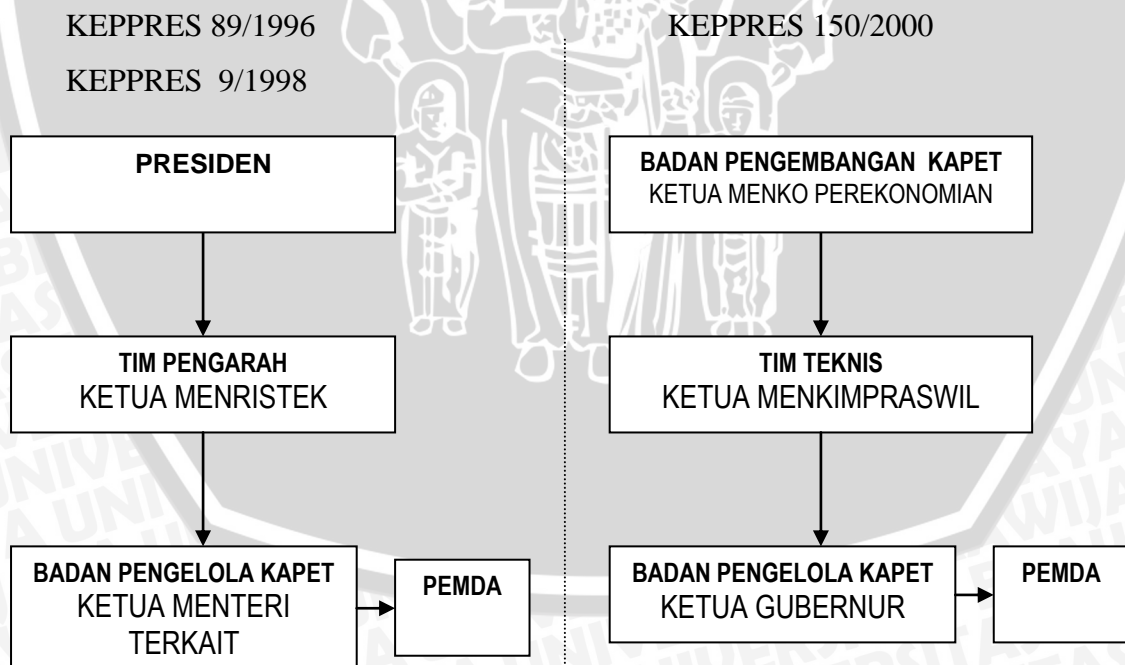 KEPPRES 89/1996
KEPPRES 9/1998
PRESIDEN
TIM PENGARAH
KETUA MENRISTEK
BADAN PENGELOLA KAPET
KETUA MENTERI
TERKAIT
PEMDA
KEPPRES 150/2000
BADAN PENGEMBANGAN KAPET
KETUA MENKO PEREKONOMIAN
TIM TEKNIS
KETUA MENKIMPRASWIL
BADAN PENGELOLA KAPET
KETUA GUBERNUR
PEMDA